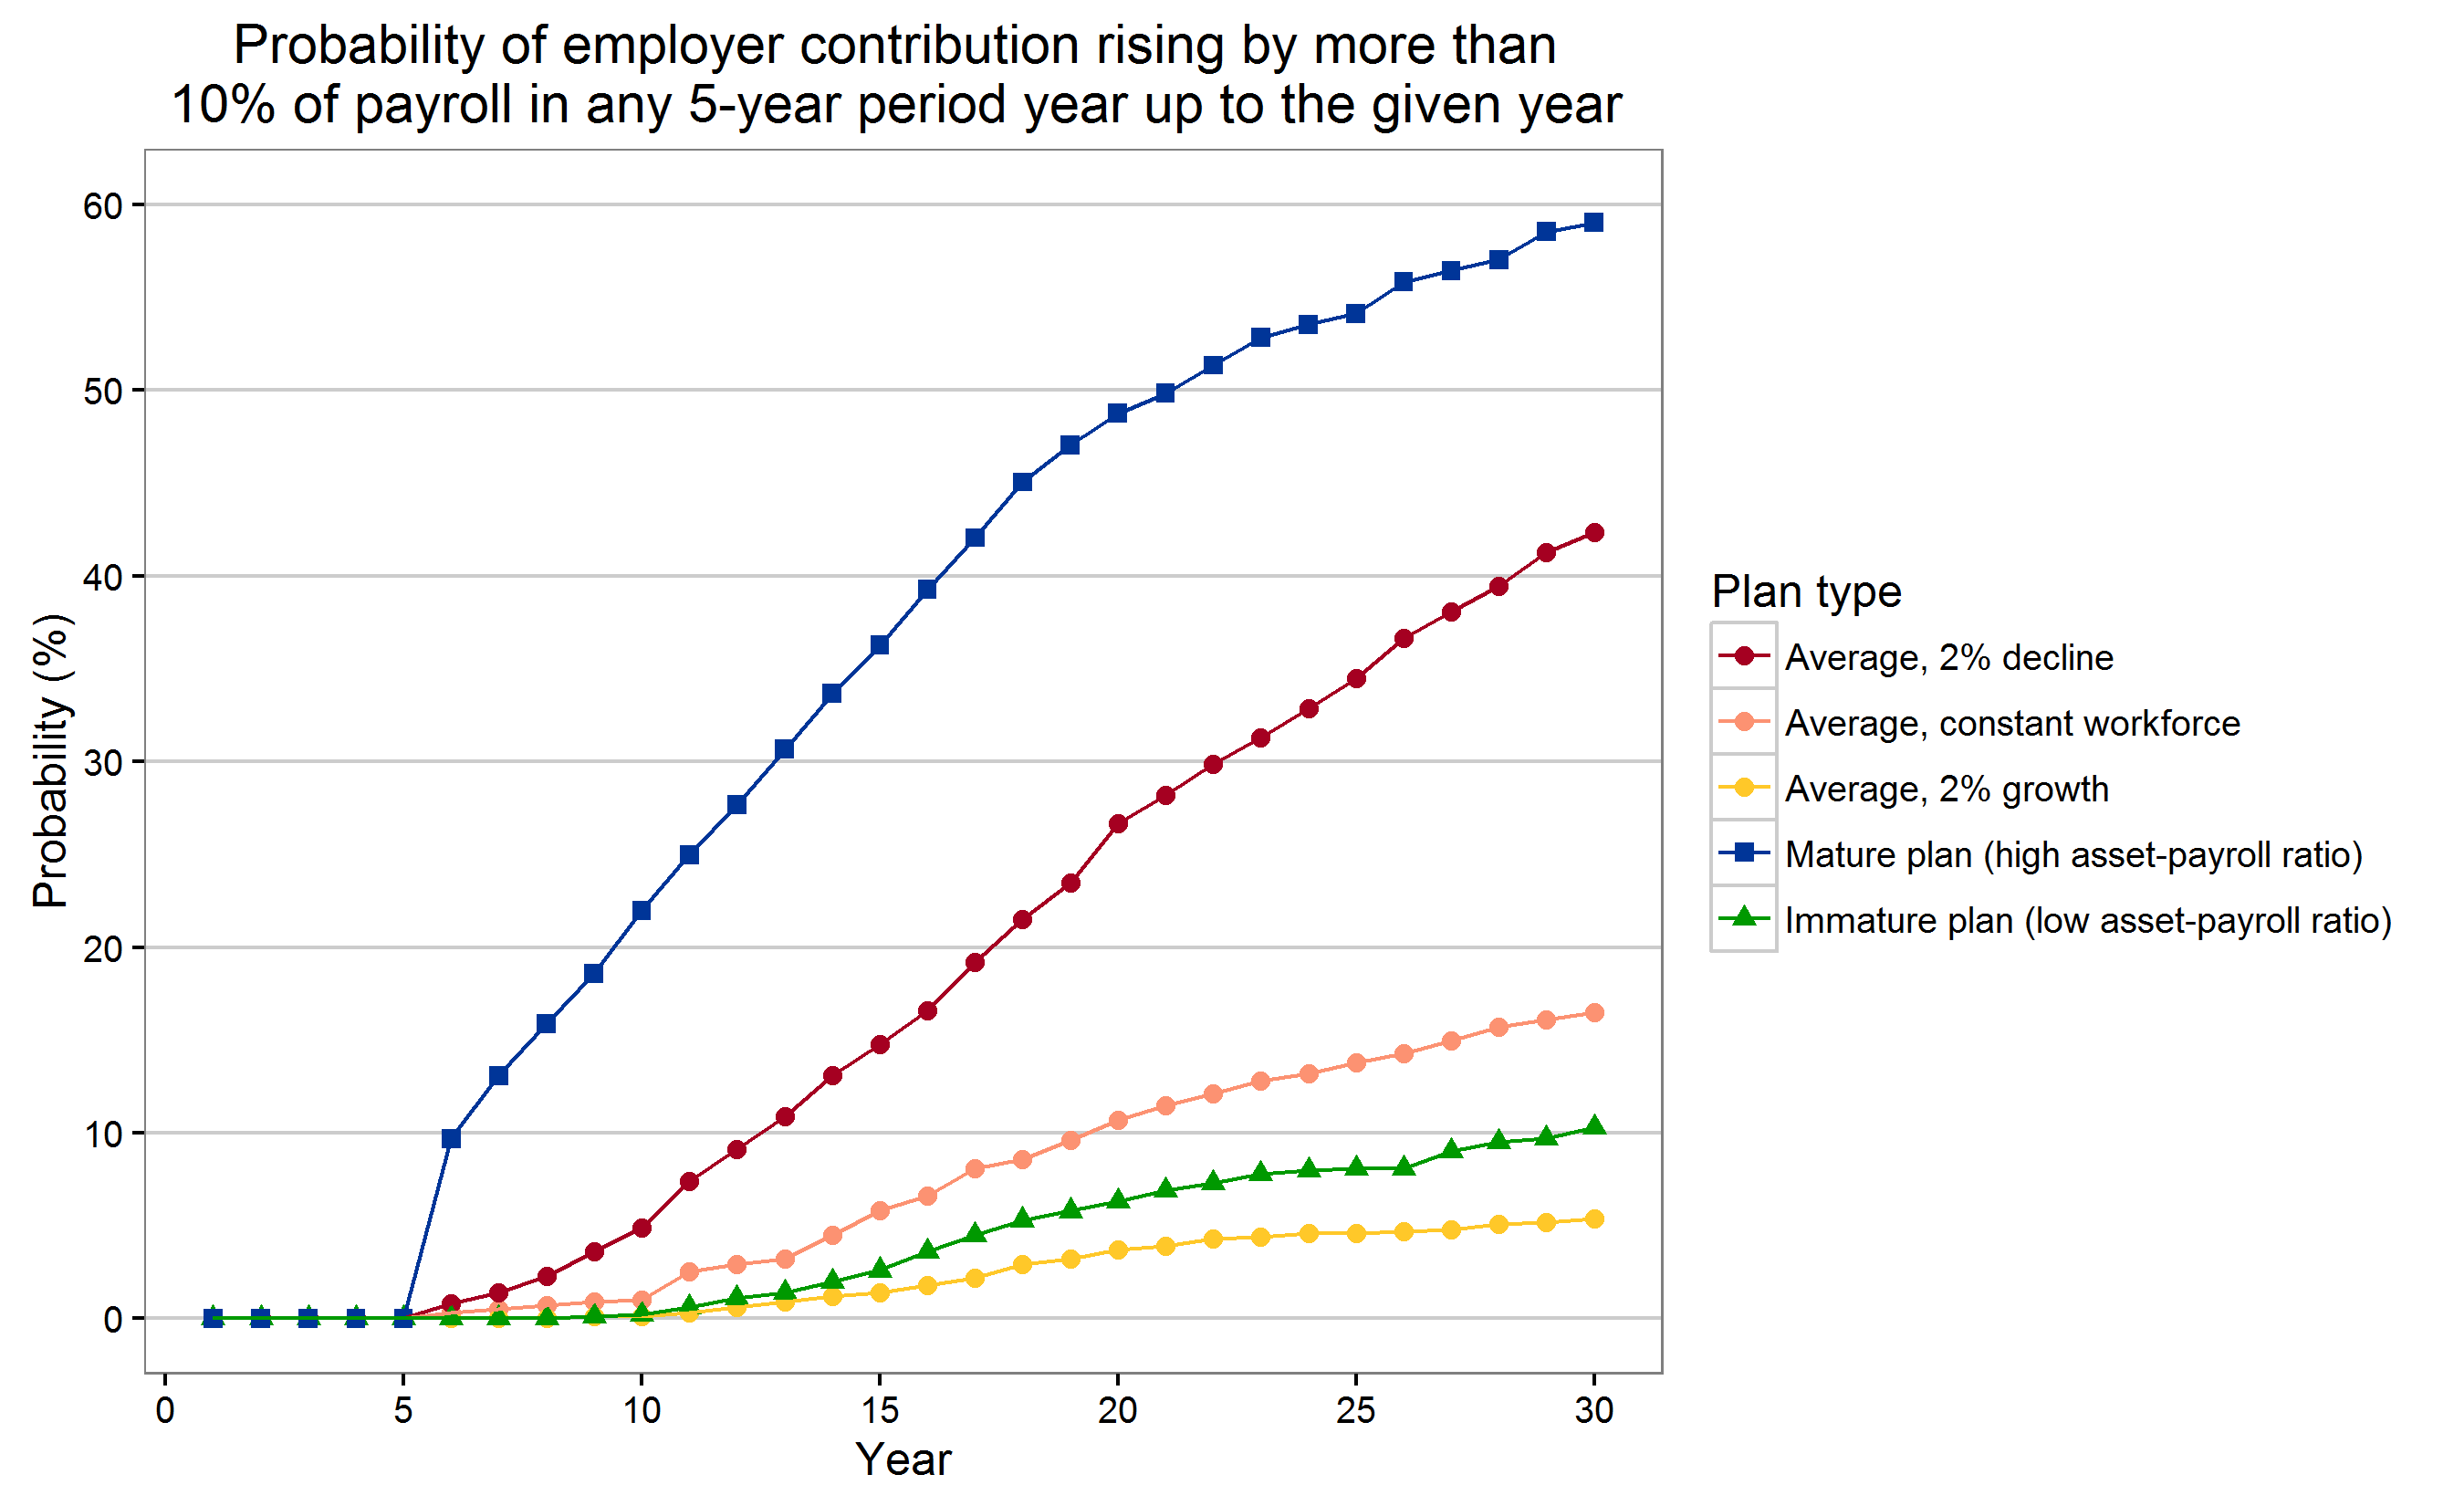 Probability of employer contribution rising by more than
10% of payroll in any 5-year period year up to the given year
Probability (%)
60
50
40
30
20
10
0
0
5
10
15
20
25
30
Year
Plan type
Average, 2% decline
Average, constant workforce
Average, 2% growth
Mature plan (high asset-payroll ratio)
Immature plan (low asset-payroll ratio)